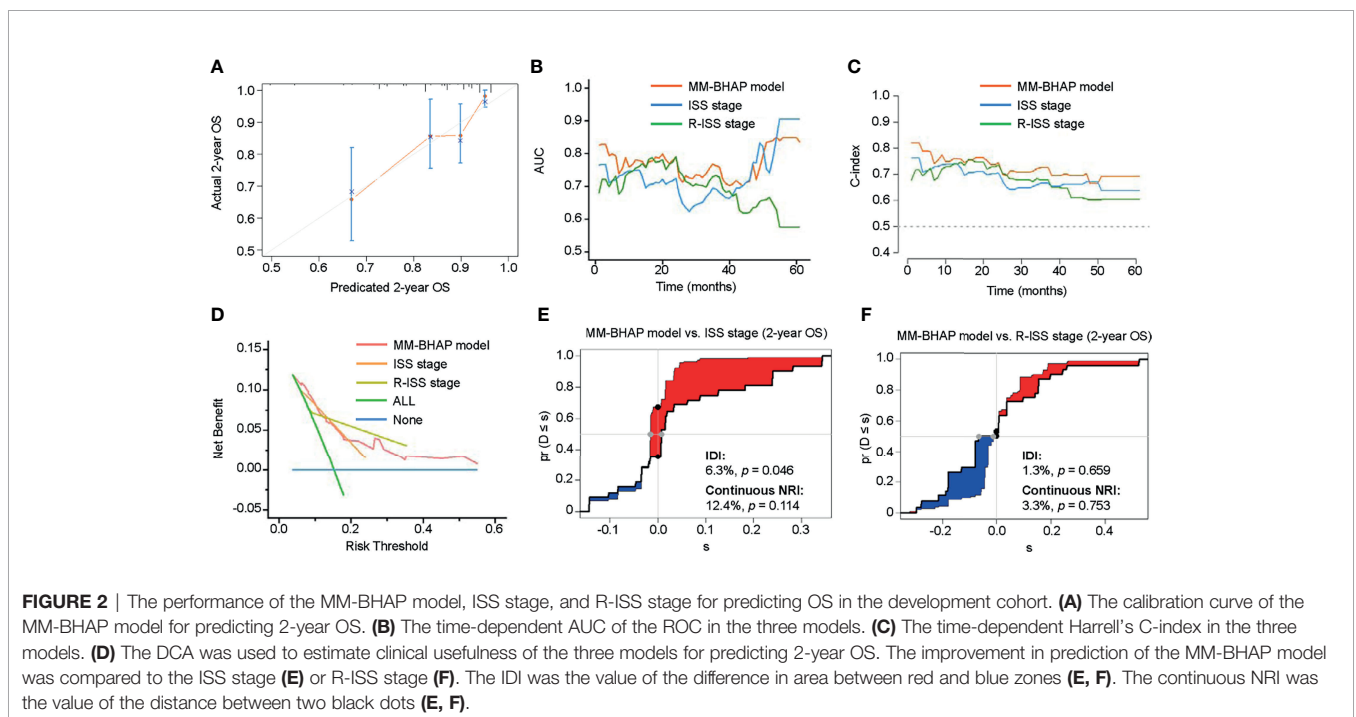 A
Actual 2-year OS
1.0
0.9
0.8
0.7
0.6
0.5
0.5 0.6 0.7 0.8 0.9 1.0
Predicated 2-year OS
B
MM-BHAP model
ISS stage
R-ISS stage
AUC
1.0
0.9
0.8
0.7
0.6
0.5
0 20 40 60
Time (months)
C
MM-BHAP model
ISS stage
R-ISS stage
C-index
1.0
0.9
0.8
0.7
0.6
0.5
0.4
0 10 20 30 40 50 60
Time (months)
D
MM-BHAP model
ISS stage
R-ISS stage
ALL
None
Net Benefit
0.15
0.10
0.05
0.00
-0.05
0.0 0.2 0.4 0.6
Risk Threshold
E
MM-BHAP model vs. ISS stage (2-year OS)
pr (D ≤ s)
1.0
0.8
0.6
0.4
0.2
0
IDI:
6.3%, p = 0.046
Continuous NRI:
12.4%, p = 0.114
-0.1 0.0 0.1 0.2 0.3
s
F
MM-BHAP model vs. R-ISS stage (2-year OS)
pr (D ≤ s)
1.0
0.8
0.6
0.4
0.2
0
IDI:
1.3%, p = 0.659
Continuous NRI:
3.3%, p = 0.753
-0.2 0.0 0.2 0.4
s
FIGURE 2 | The performance of the MM-BHAP model, ISS stage, and R-ISS stage for predicting OS in the development cohort. (A) The calibration curve of the
MM-BHAP model for predicting 2-year OS. (B) The time-dependent AUC of the ROC in the three models. (C) The time-dependent Harrell's C-index in the three
models. (D) The DCA was used to estimate clinical usefulness of the three models for predicting 2-year OS. The improvement in prediction of the MM-BHAP model
was compared to the ISS stage (E) or R-ISS stage (F). The IDI was the value of the difference in area between red and blue zones (E, F). The continuous NRI was
the value of the distance between two black dots (E, F).